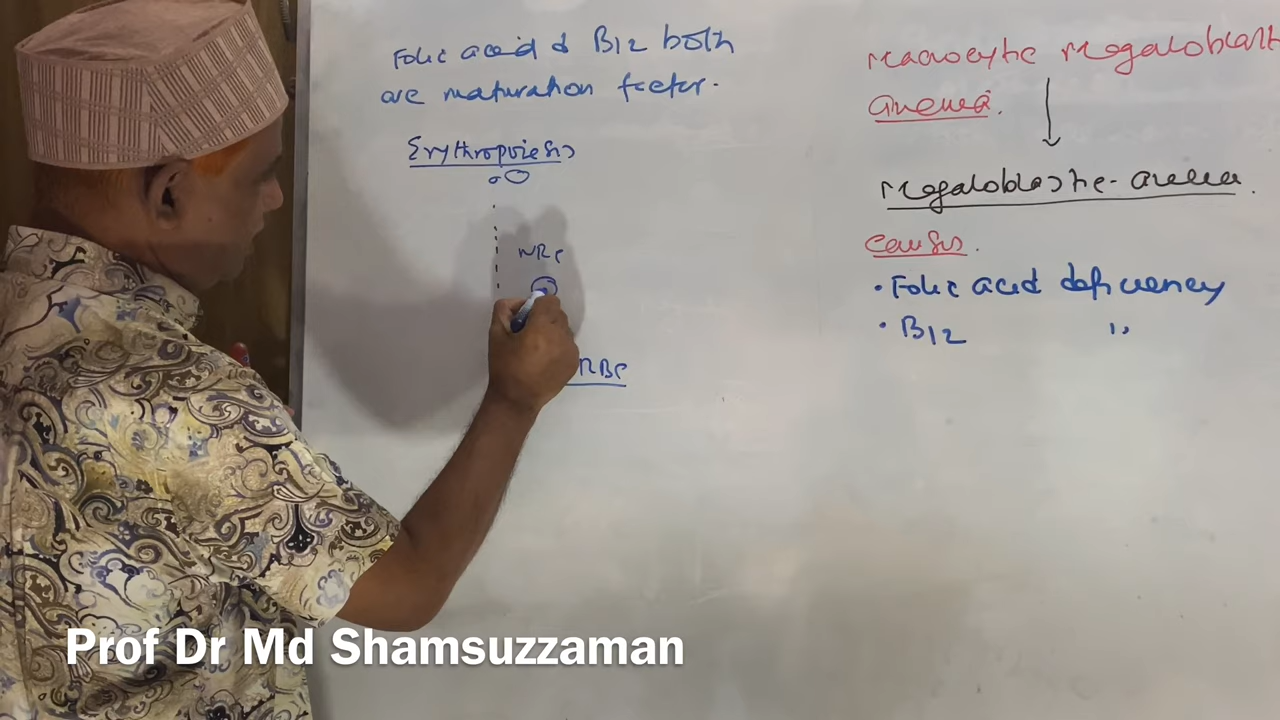 Folic acid & B12 both
are maturation factor.
Erythropoiesis
NRC
RBC
Macrocytic Megaloblast
anemia.
Megaloblastic anemia.
Causes.
• Folic acid deficiency
• B12 "
Prof Dr Md Shamsuzzaman